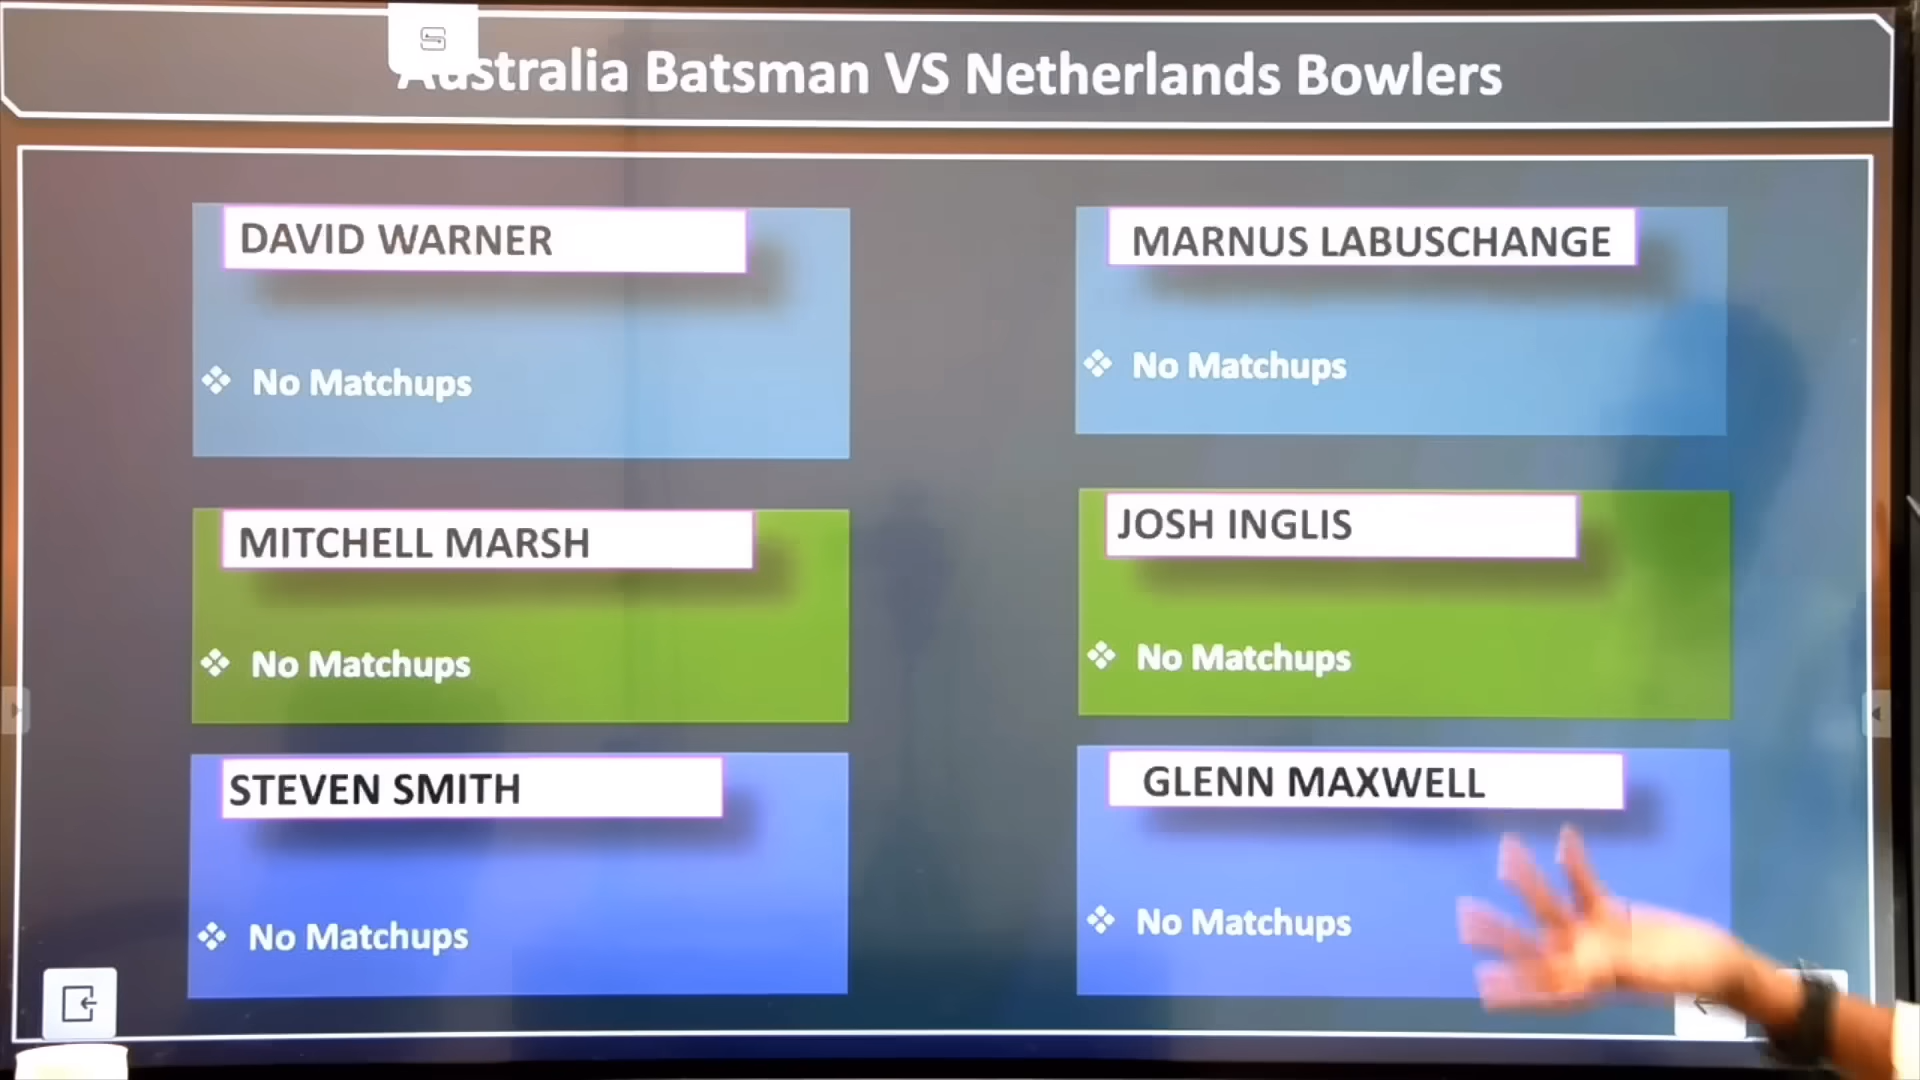 Australia Batsman VS Netherlands Bowlers
DAVID WARNER
No Matchups
MARNUS LABUSCHANGE
No Matchups
MITCHELL MARSH
No Matchups
JOSH INGLIS
No Matchups
STEVEN SMITH
No Matchups
GLENN MAXWELL
No Matchups